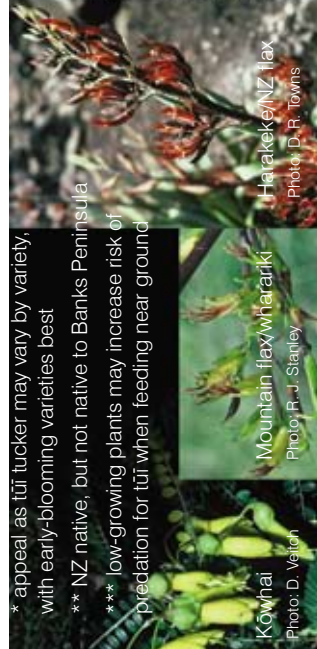 * appeal as tūī tucker may vary by variety,
with early-blooming varieties best
** NZ native, but not native to Banks Peninsula
*** low-growing plants may increase risk of
predation for tūī when feeding near ground
Kōwhai
Photo: D. Veitch
Mountain flax/wharariki
Photo: R. J. Stanley
Harakeke/NZ flax
Photo: D. R. Towns